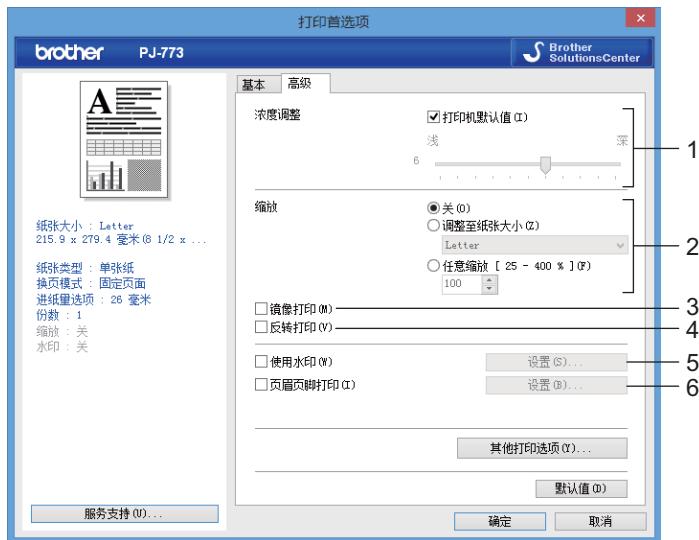 打印首选项
×
brother PJ-773 Brother SolutionsCenter
基本 高级
浓度调整
打印机默认值(I)
浅 深
6
1
缩放
关(O)
调整至纸张大小(Z)
Letter
任意缩放 [ 25 - 400 % ](F)
100
2
镜像打印(M)
3
反转打印(V)
4
使用水印(W) 设置(S)...
5
页眉页脚打印(I) 设置(B)...
6
其他打印选项(Y)...
默认值(D)
A
纸张大小 : Letter
215.9 x 279.4 毫米(8 1/2 x ...
纸张类型 : 单张纸
换页模式 : 固定页面
进纸量选项 : 26 毫米
份数 : 1
缩放 : 关
水印 : 关
服务支持(U)...
确定 取消